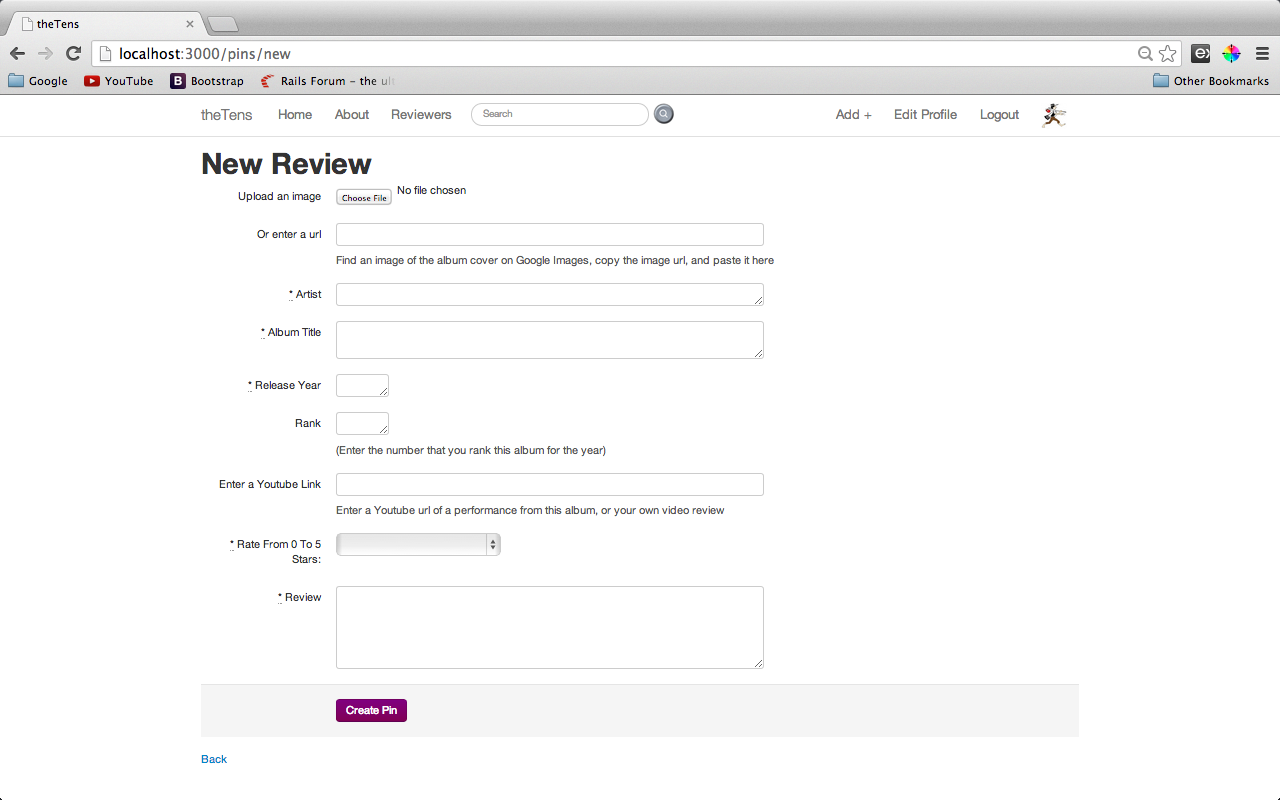 theTens
localhost:3000/pins/new
Google YouTube B Bootstrap Rails Forum – the ult Other Bookmarks
theTens Home About Reviewers Search Add + Edit Profile Logout
New Review
Upload an image Choose File No file chosen
Or enter a url
Find an image of the album cover on Google Images, copy the image url, and paste it here
* Artist
* Album Title
* Release Year
Rank
(Enter the number that you rank this album for the year)
Enter a Youtube Link
Enter a Youtube url of a performance from this album, or your own video review
* Rate From 0 To 5
Stars:
* Review
Create Pin
Back